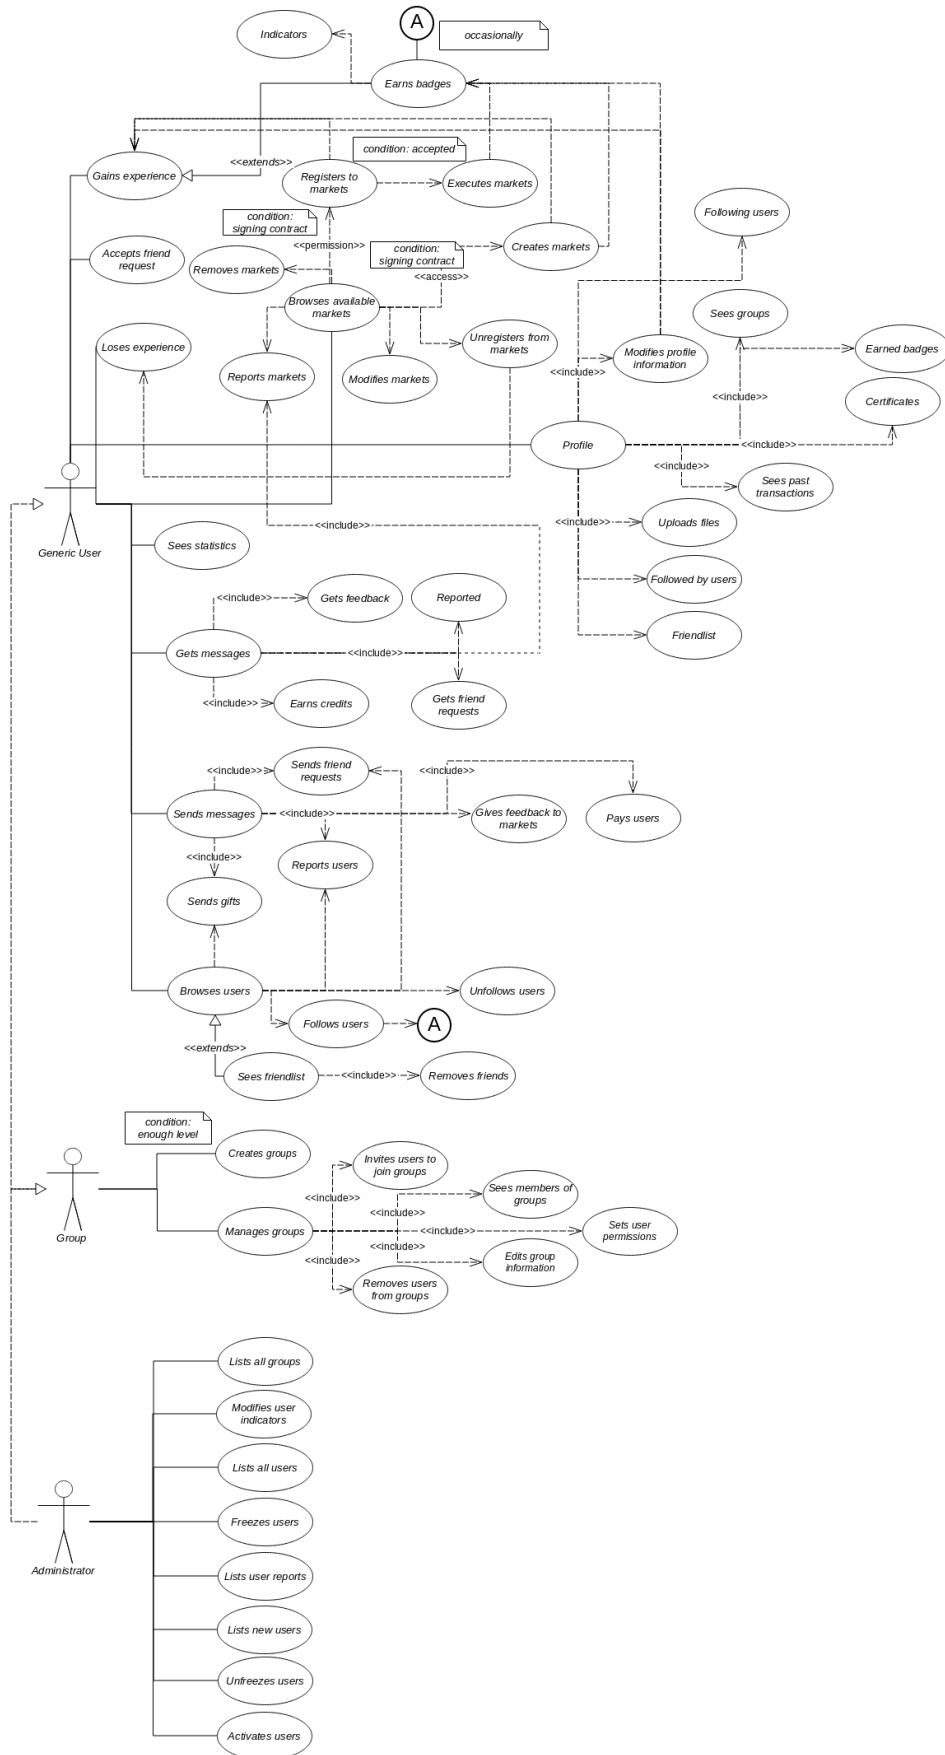 A
Indicators
occasionally
Earns badges
condition: accepted
<<extends>>
Gains experience
Registers to
markets
Executes markets
Following users
condition:
signing contract
<<permission>>
condition:
signing contract
Creates markets
Accepts friend
request
Removes markets
<<access>>
Browses available
markets
Sees groups
Unregisters from
markets
Loses experience
Modifies profile
information
Earned badges
Reports markets
Modifies markets
<<include>>
<<include>>
Certificates
Profile
<<include>>
<<include>>
Sees past
transactions
<<include>>
Uploads files
<<include>>
Generic User
Sees statistics
Followed by users
<<include>>
Gets feedback
Reported
Friendlist
Gets messages
<<include>>
<<include>>
Earns credits
Gets friend
requests
<<include>>
Sends friend
requests
<<include>>
Sends messages
<<include>>
Gives feedback to
markets
Pays users
<<include>>
Reports users
Sends gifts
Browses users
Unfollows users
Follows users
A
<<extends>>
Sees friendlist
<<include>>
Removes friends
condition:
enough level
Creates groups
Invites users to
join groups
Sees members of
groups
<<include>>
<<include>>
Group
Manages groups
<<include>>
Sets user
permissions
<<include>>
<<include>>
Edits group
information
Removes users
from groups
Lists all groups
Modifies user
indicators
Lists all users
Freezes users
Administrator
Lists user reports
Lists new users
Unfreezes users
Activates users